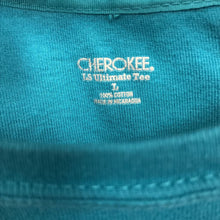 CHEROKEE®
LS Ultimate Tee
L
100% COTTON
MADE IN NICARAGUA